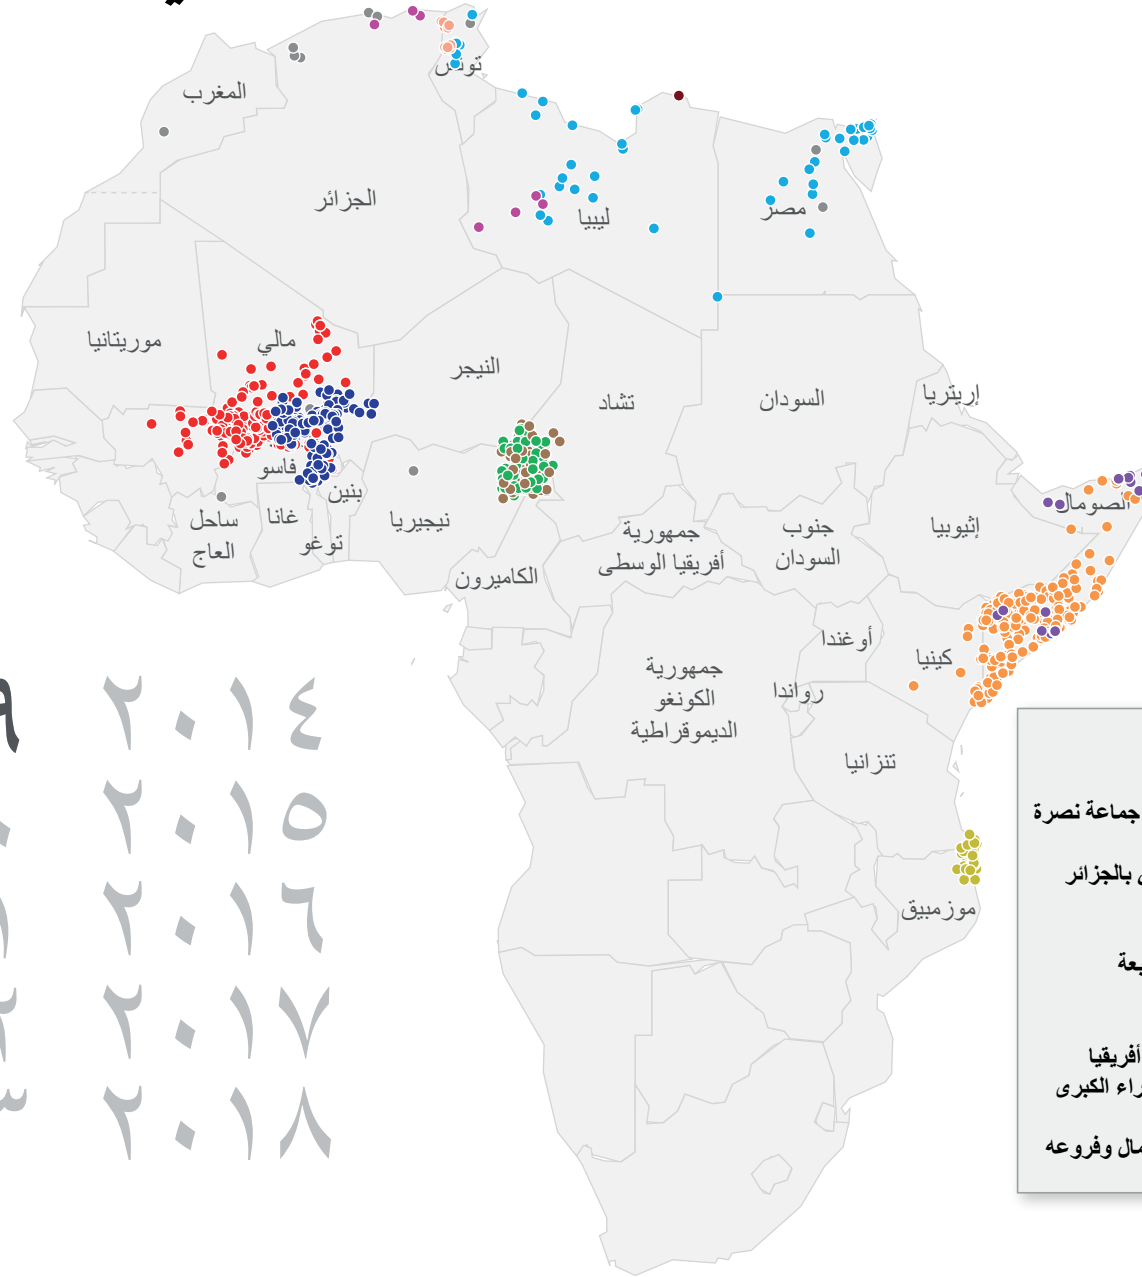 تونس
المغرب
الجزائر
ليبيا
مصر
موريتانيا
مالي
النيجر
تشاد
السودان
إريتريا
فاسو
بنين
غانا
توغو
ساحل
العاج
نيجيريا
الكاميرون
جمهورية
أفريقيا الوسطى
جنوب
السودان
إثيوبيا
الصومال
أوغندا
كينيا
رواندا
جمهورية
الكونغو
الديموقراطية
تنزانيا
موزمبيق
٢٠١٤
٢٠١٥
٢٠١٦
٢٠١٧
٢٠١٨
جماعة نصرة
بالجزائر
أفريقيا
الكبرى
وفروعه